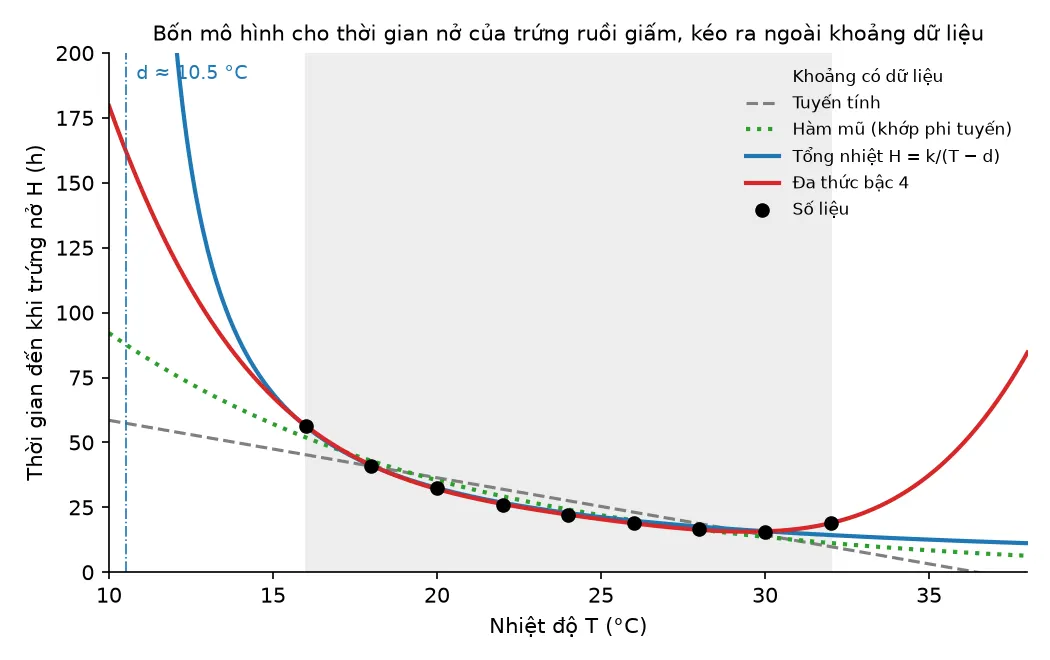 Bốn mô hình cho thời gian nở của trứng ruồi giấm, kéo ra ngoài khoảng dữ liệu
d ≈ 10.5 °C
Khoảng có dữ liệu
Tuyến tính
Hàm mũ (khớp phi tuyến)
Tổng nhiệt H = k/(T − d)
Đa thức bậc 4
Số liệu
Thời gian đến khi trứng nở H (h)
200
175
150
125
100
75
50
25
0
10 15 20 25 30 35
Nhiệt độ T (°C)